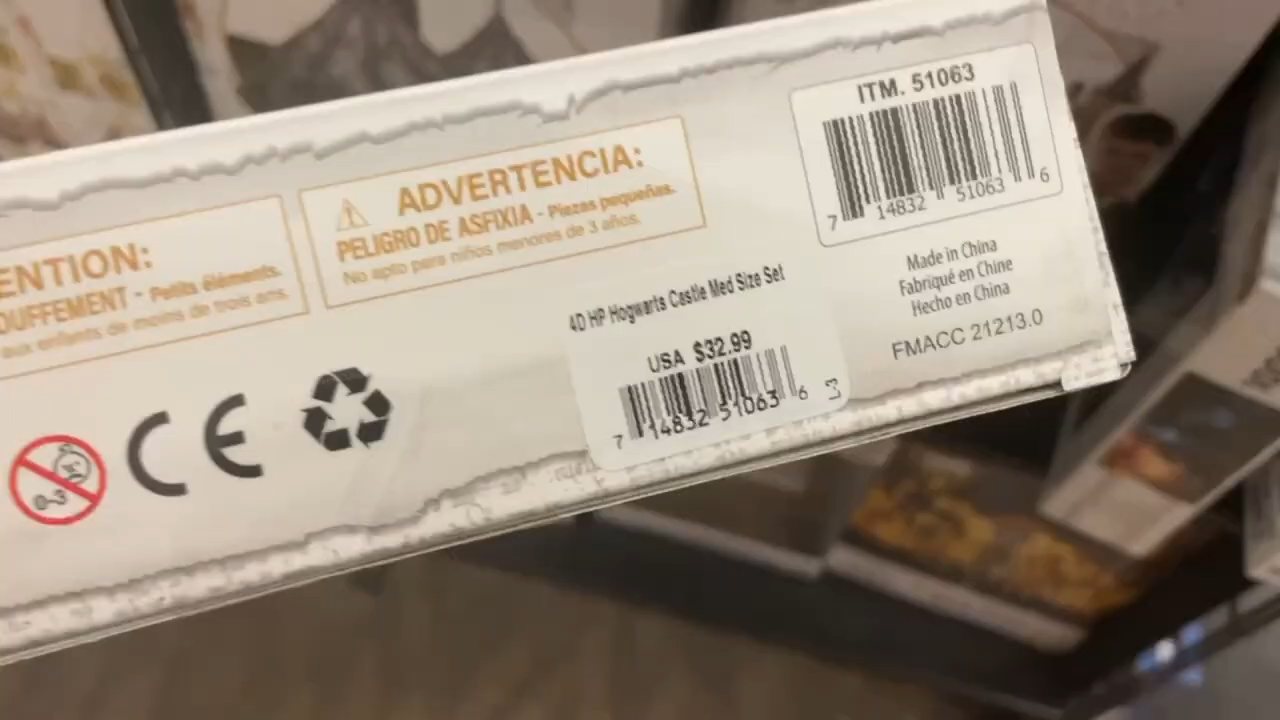 ENTION:
OUFFEMENT - Petits éléments.
aux enfants de moins de trois ans.
ADVERTENCIA:
PELIGRO DE ASFIXIA - Piezas pequeñas.
No apto para niños menores de 3 años.
ITM. 51063
7 14832 51063 6
Made in China
Fabriqué en Chine
Hecho en China
FMACC 21213.0
4D HP Hogwarts Castle Med Size Set
USA $32.99
7 14832 51063 6
0-3
CE